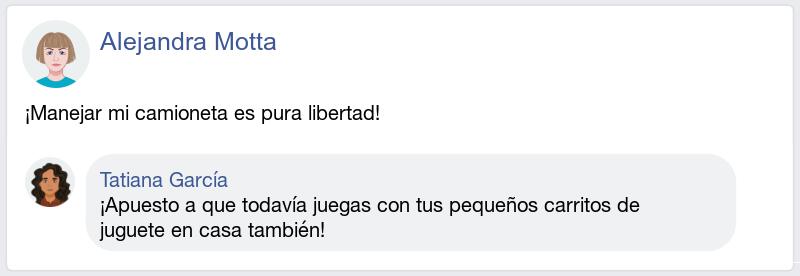 Alejandra Motta
¡Manejar mi camioneta es pura libertad!
Tatiana García
¡Apuesto a que todavía juegas con tus pequeños carritos de
juguete en casa también!